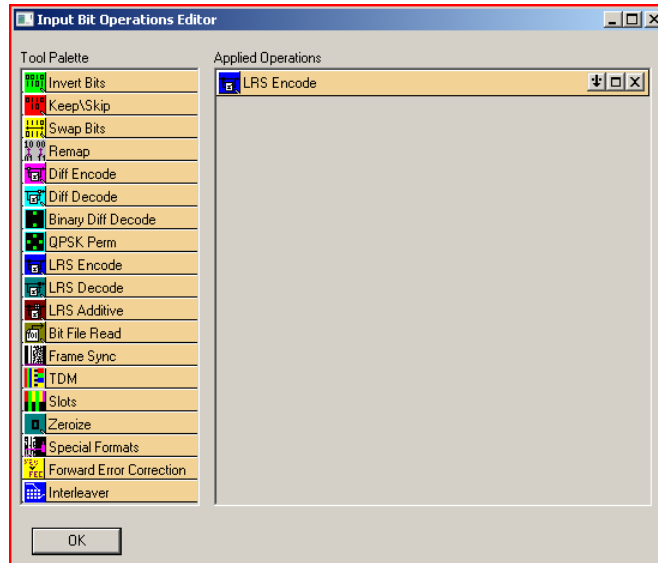 Input Bit Operations Editor
Tool Palette
Invert Bits
Keep\Skip
Swap Bits
Remap
Diff Encode
Diff Decode
Binary Diff Decode
QPSK Perm
LRS Encode
LRS Decode
LRS Additive
Bit File Read
Frame Sync
TDM
Slots
Zeroize
Special Formats
Forward Error Correction
Interleaver
Applied Operations
LRS Encode
OK